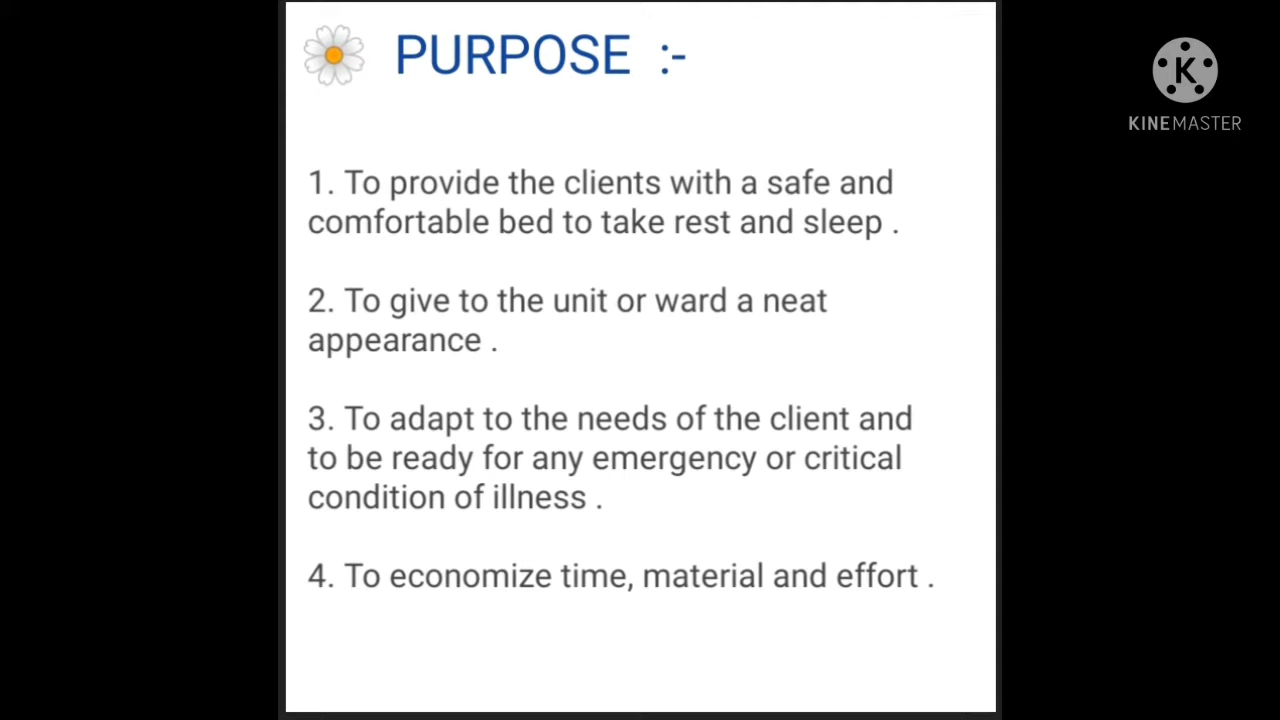 PURPOSE :-
K
KINEMASTER
1. To provide the clients with a safe and
comfortable bed to take rest and sleep .
2. To give to the unit or ward a neat
appearance .
3. To adapt to the needs of the client and
to be ready for any emergency or critical
condition of illness .
4. To economize time, material and effort .